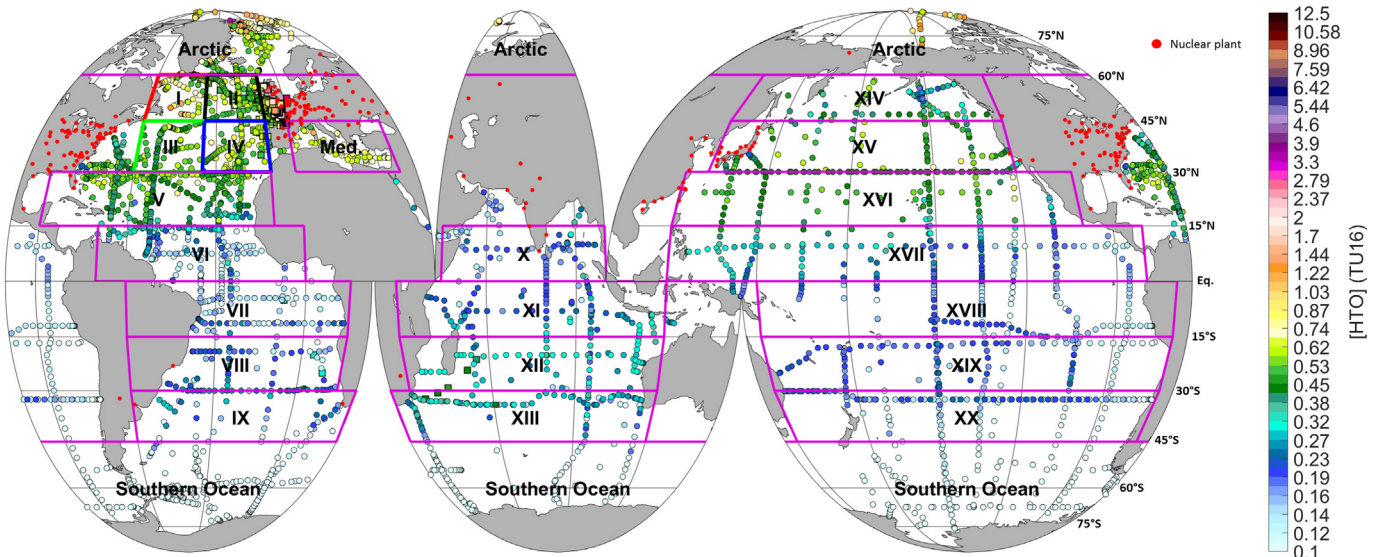 Arctic
Arctic
Arctic
75°N
Nuclear plant
60°N
I
II
XIV
45°N
III
IV
Med.
XV
30°N
V
XVI
15°N
VI
X
XVII
Eq.
VII
XI
XVIII
15°S
VIII
XII
XIX
30°S
IX
XIII
XX
45°S
Southern Ocean
Southern Ocean
Southern Ocean
60°S
75°S
12.5
10.58
8.96
7.59
6.42
5.44
4.6
3.9
3.3
2.79
2.37
2
1.7
1.44
1.22
1.03
0.87
0.74
0.62
0.53
0.45
0.38
0.32
0.27
0.23
0.19
0.16
0.14
0.12
0.1
[HTO] (TU16)